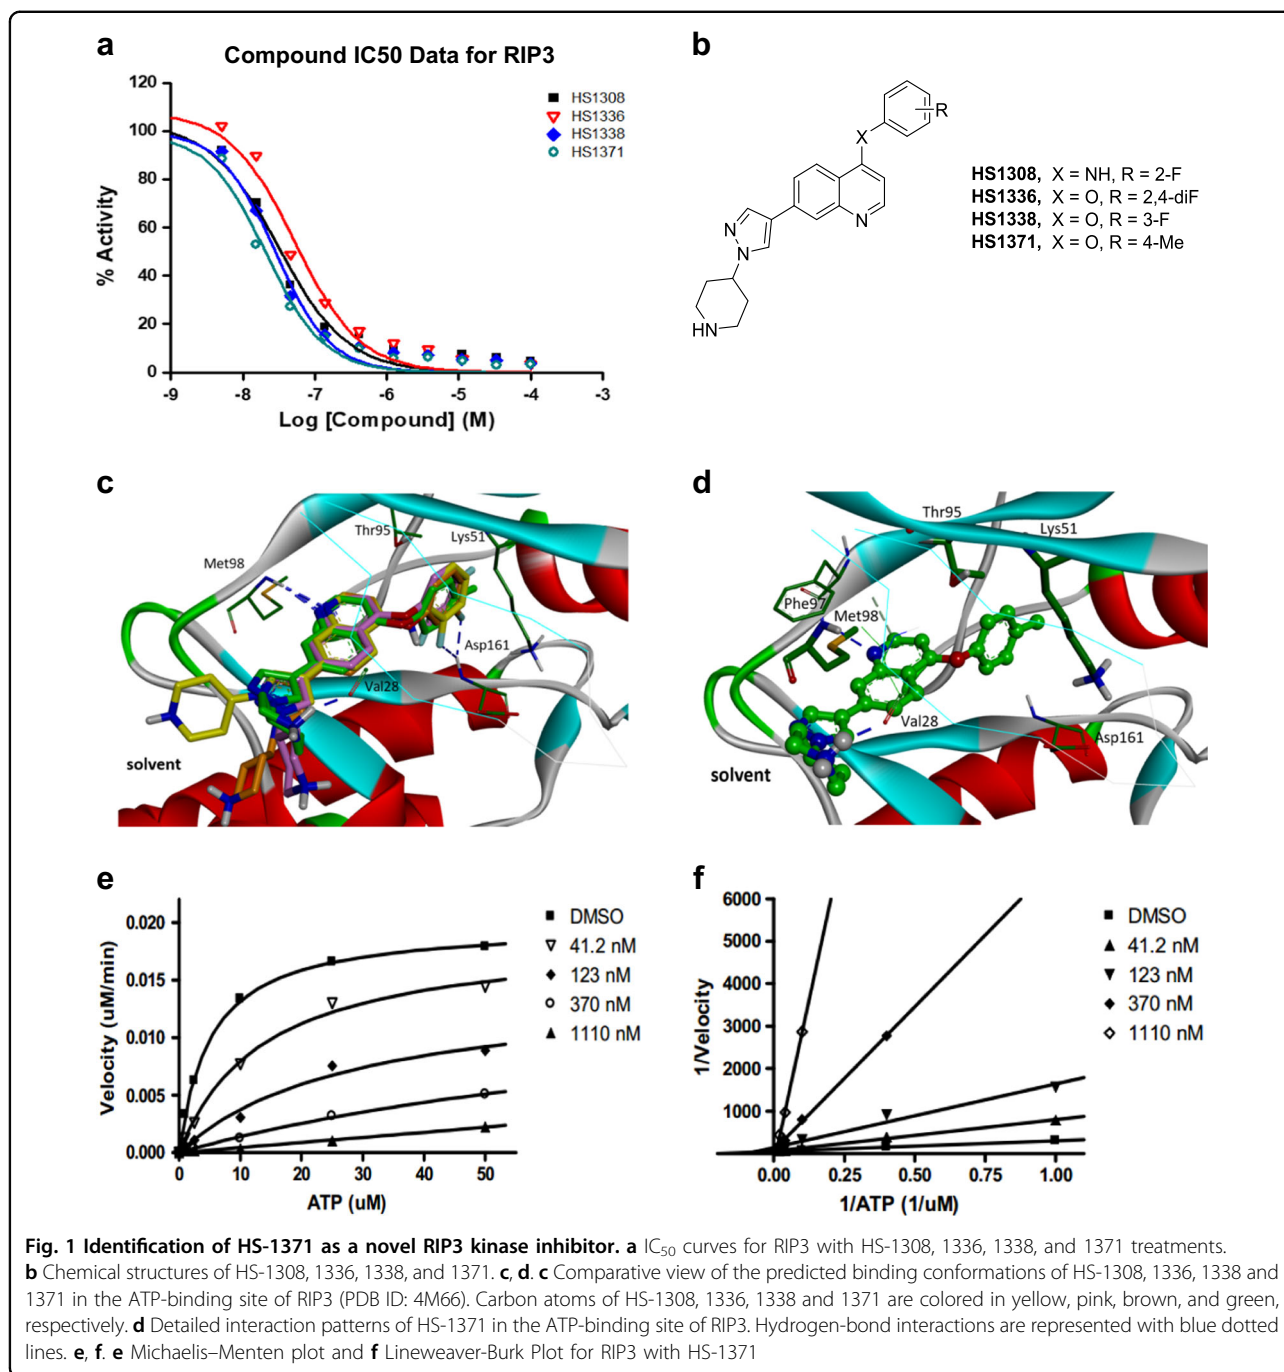 a
Compound IC50 Data for RIP3
120
100
80
60
40
20
0
% Activity
-9 -8 -7 -6 -5 -4 -3
Log [Compound] (M)
HS1308
HS1336
HS1338
HS1371
b
R
X
N
N
N
HN
HS1308, X = NH, R = 2-F
HS1336, X = O, R = 2,4-diF
HS1338, X = O, R = 3-F
HS1371, X = O, R = 4-Me
c
Thr95
Lys51
Met98
Asp161
Val28
solvent
d
Thr95
Lys51
Phe97
Met98
Val28
Asp161
solvent
e
0.020
0.015
0.010
0.005
0.000
Velocity (uM/min)
0 10 20 30 40 50
ATP (uM)
DMSO
41.2 nM
123 nM
370 nM
1110 nM
f
6000
5000
4000
3000
2000
1000
1/Velocity
0.00 0.25 0.50 0.75 1.00
1/ATP (1/uM)
DMSO
41.2 nM
123 nM
370 nM
1110 nM
Fig. 1 Identification of HS-1371 as a novel RIP3 kinase inhibitor. a IC50 curves for RIP3 with HS-1308, 1336, 1338, and 1371 treatments.
b Chemical structures of HS-1308, 1336, 1338, and 1371. c, d. c Comparative view of the predicted binding conformations of HS-1308, 1336, 1338 and
1371 in the ATP-binding site of RIP3 (PDB ID: 4M66). Carbon atoms of HS-1308, 1336, 1338 and 1371 are colored in yellow, pink, brown, and green,
respectively. d Detailed interaction patterns of HS-1371 in the ATP-binding site of RIP3. Hydrogen-bond interactions are represented with blue dotted
lines. e, f. e Michaelis–Menten plot and f Lineweaver-Burk Plot for RIP3 with HS-1371